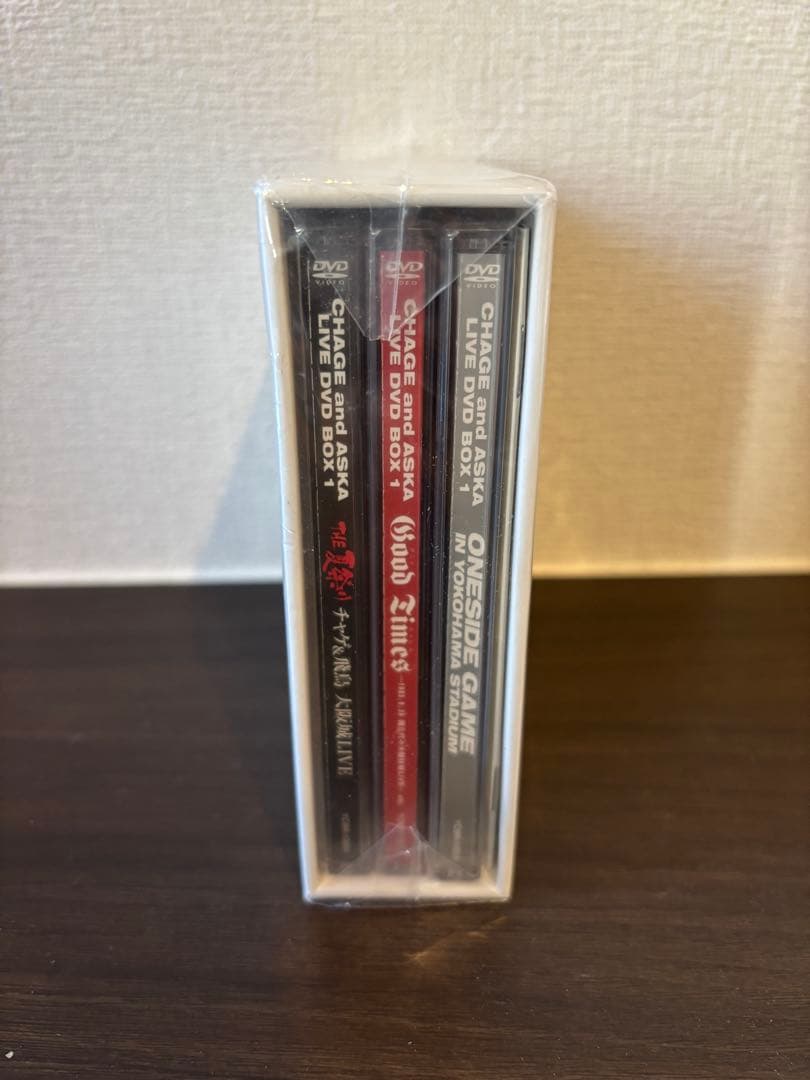 DVD
VIDEO
CHAGE and ASKA
LIVE DVD BOX 1
THE 夏祭り
チャゲ&飛鳥 大阪城LIVE
DVD
VIDEO
CHAGE and ASKA
LIVE DVD BOX 1
Good Times
DVD
VIDEO
CHAGE and ASKA
LIVE DVD BOX 1
ONESIDE GAME
IN YOKOHAMA STADIUM